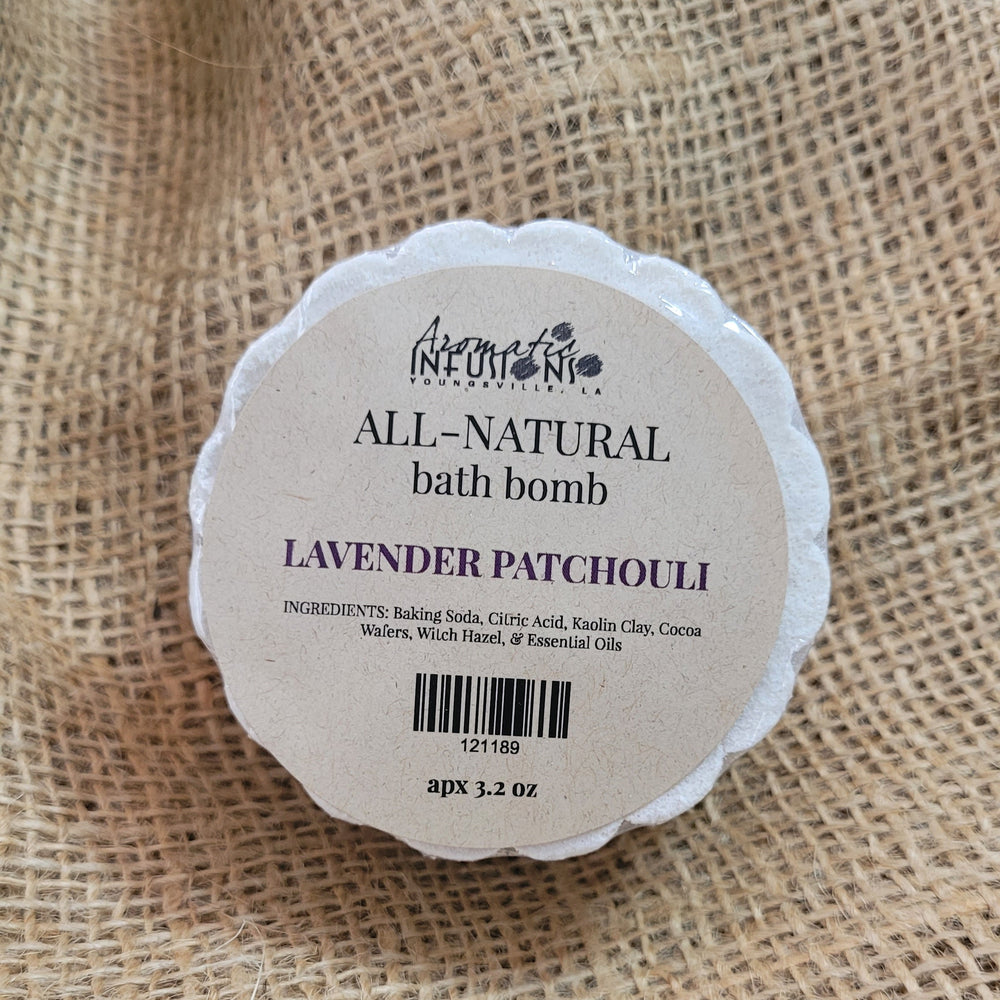 Aromatic
INFUSIONS
YOUNGSVILLE, LA
ALL-NATURAL
bath bomb
LAVENDER PATCHOULI
INGREDIENTS: Baking Soda, Citric Acid, Kaolin Clay, Cocoa
Wafers, Witch Hazel, & Essential Oils
121189
apx 3.2 oz